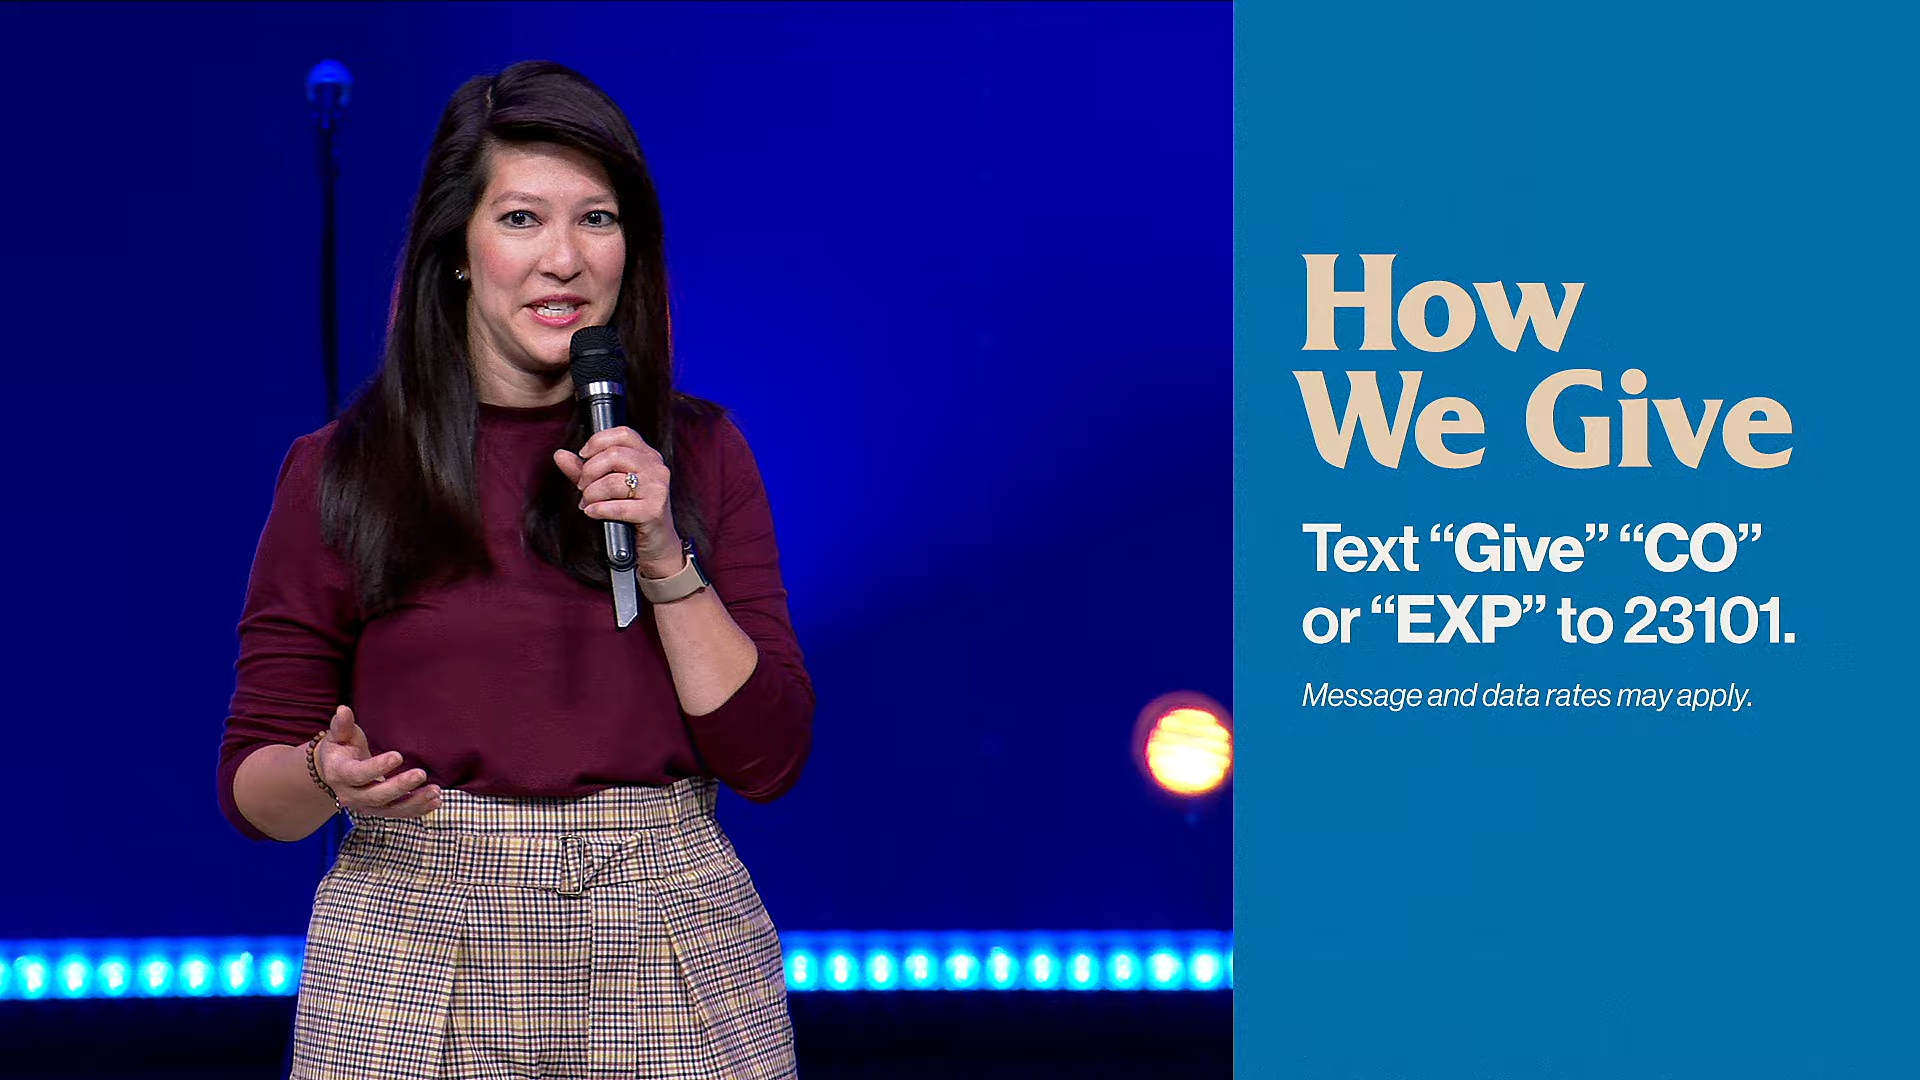 How
We Give
Text “Give” “CO”
or “EXP” to 23101.
Message and data rates may apply.